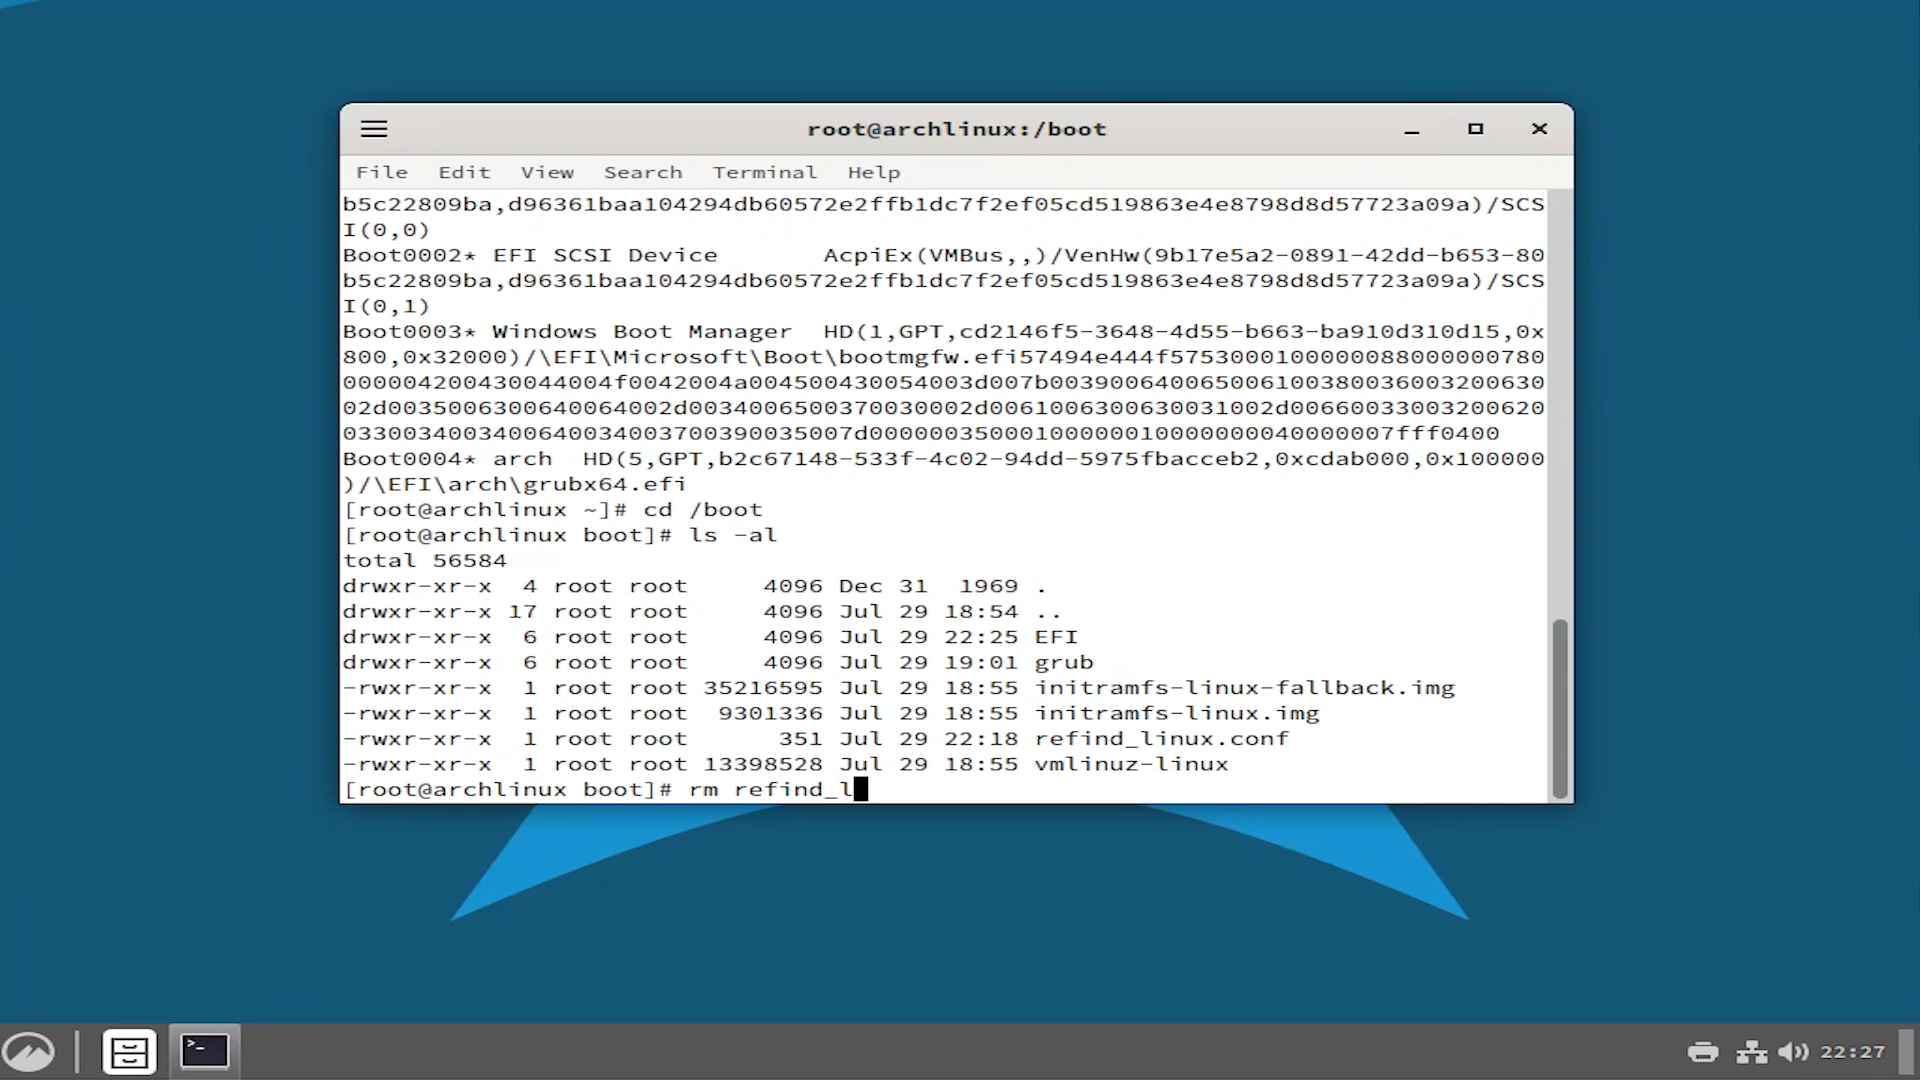 root@archlinux:/boot
File Edit View Search Terminal Help
b5c22809ba,d96361baa104294db60572e2ffb1dc7f2ef05cd519863e4e8798d8d57723a09a)/SCS
I(0,0)
Boot0002* EFI SCSI Device       AcpiEx(VMBus,,)/VenHw(9b17e5a2-0891-42dd-b653-80
b5c22809ba,d96361baa104294db60572e2ffb1dc7f2ef05cd519863e4e8798d8d57723a09a)/SCS
I(0,1)
Boot0003* Windows Boot Manager  HD(1,GPT,cd2146f5-3648-4d55-b663-ba910d310d15,0x
800,0x32000)/\EFI\Microsoft\Boot\bootmgfw.efi57494e444f5753000100000088000000780
000004200430044004f0042004a004500430054003d007b003900640065006100380036003200630
02d003500630064006​4002d003400650037003​0002d006100630063003​1002d006600330032006​20
0330034003400640034003700390035007d00000035000100000010000000040000007fff0400
Boot0004* arch  HD(5,GPT,b2c67148-533f-4c02-94dd-5975fbacceb2,0xcdab000,0x100000
)/\EFI\arch\grubx64.efi
[root@archlinux ~]# cd /boot
[root@archlinux boot]# ls -al
total 56584
drwxr-xr-x  4 root root     4096 Dec 31  1969 .
drwxr-xr-x 17 root root     4096 Jul 29 18:54 ..
drwxr-xr-x  6 root root     4096 Jul 29 22:25 EFI
drwxr-xr-x  6 root root     4096 Jul 29 19:01 grub
-rwxr-xr-x  1 root root 35216595 Jul 29 18:55 initramfs-linux-fallback.img
-rwxr-xr-x  1 root root  9301336 Jul 29 18:55 initramfs-linux.img
-rwxr-xr-x  1 root root      351 Jul 29 22:18 refind_linux.conf
-rwxr-xr-x  1 root root 13398528 Jul 29 18:55 vmlinuz-linux
[root@archlinux boot]# rm refind_l
>_
22:27